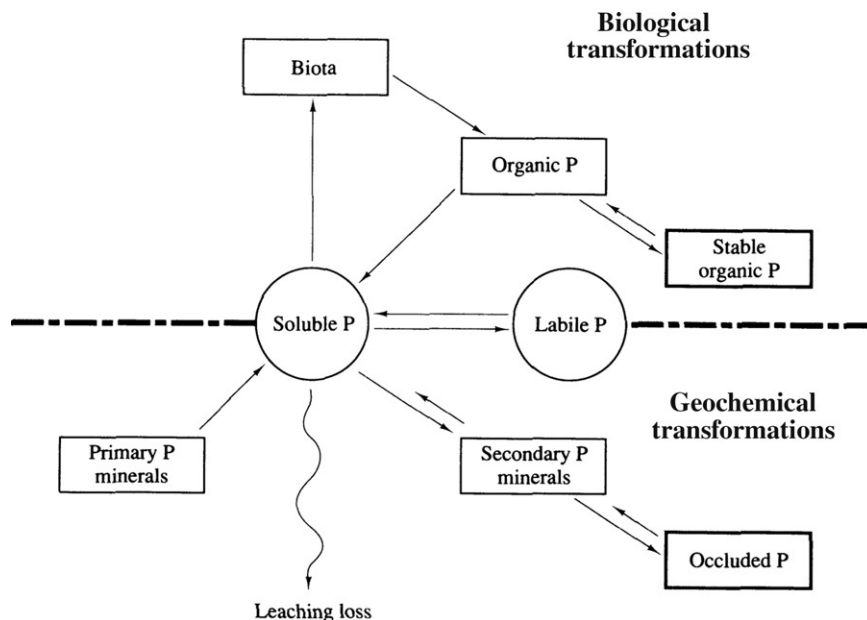 Biological
transformations
Biota
Organic P
Stable
organic P
Soluble P
Labile P
Geochemical
transformations
Primary P
minerals
Secondary P
minerals
Occluded P
Leaching loss